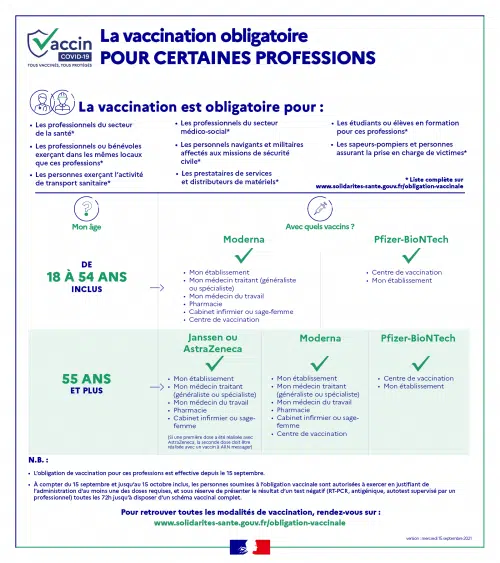 Vaccin
COVID-19
TOUS VACCINÉS, TOUS PROTÉGÉS
La vaccination obligatoire
POUR CERTAINES PROFESSIONS
La vaccination est obligatoire pour :
• Les professionnels du secteur
de la santé*
• Les professionnels ou bénévoles
exerçant dans les mêmes locaux
que ces professions*
• Les personnes exerçant l'activité
de transport sanitaire*
• Les professionnels du secteur
médico-social*
• Les personnels navigants et militaires
affectés aux missions de sécurité
civile*
• Les prestataires de services
et distributeurs de matériels*
• Les étudiants ou élèves en formation
pour ces professions*
• Les sapeurs-pompiers et personnes
assurant la prise en charge de victimes*
* Liste complète sur
www.solidarites-sante.gouv.fr/obligation-vaccinale
?
Mon âge
Avec quels vaccins ?
DE
18 À 54 ANS
INCLUS
Moderna
• Mon établissement
• Mon médecin traitant (généraliste
ou spécialiste)
• Mon médecin du travail
• Pharmacie
• Cabinet infirmier ou sage-femme
• Centre de vaccination
Pfizer-BioNTech
• Centre de vaccination
• Mon établissement
55 ANS
ET PLUS
Janssen ou
AstraZeneca
• Mon établissement
• Mon médecin traitant
(généraliste ou spécialiste)
• Mon médecin du travail
• Pharmacie
• Cabinet infirmier ou sage-
femme
(Si une première dose a été réalisée avec
AstraZeneca, la seconde dose doit être
réalisée avec un vaccin à ARN messager)
Moderna
• Mon établissement
• Mon médecin traitant
(généraliste ou spécialiste)
• Mon médecin du travail
• Pharmacie
• Cabinet infirmier ou sage-
femme
• Centre de vaccination
Pfizer-BioNTech
• Centre de vaccination
• Mon établissement
N.B. :
• L'obligation de vaccination pour ces professions est effective depuis le 15 septembre.
• À compter du 15 septembre et jusqu'au 15 octobre inclus, les personnes soumises à l'obligation vaccinale sont autorisées à exercer en justifiant de
l'administration d'au moins une des doses requises, et sous réserve de présenter le résultat d'un test négatif (RT-PCR, antigénique, autotest supervisé par un
professionnel) toutes les 72h jusqu'à disposer d'un schéma vaccinal complet.
Pour retrouver toutes les modalités de vaccination, rendez-vous sur :
www.solidarites-sante.gouv.fr/obligation-vaccinale
version : mercredi 15 septembre 2021